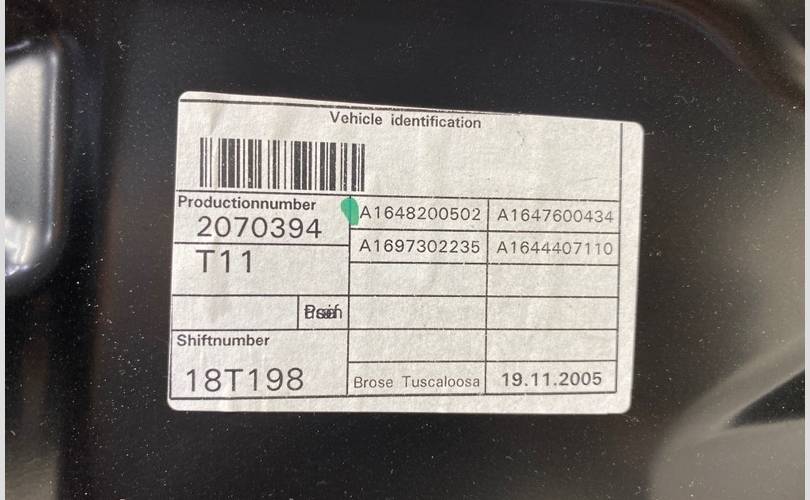 Vehicle identification
Productionnumber
2070394
T11
A1648200502 A1647600434
A1697302235 A1644407110
Shiftnumber
18T198
Brose Tuscaloosa 19.11.2005